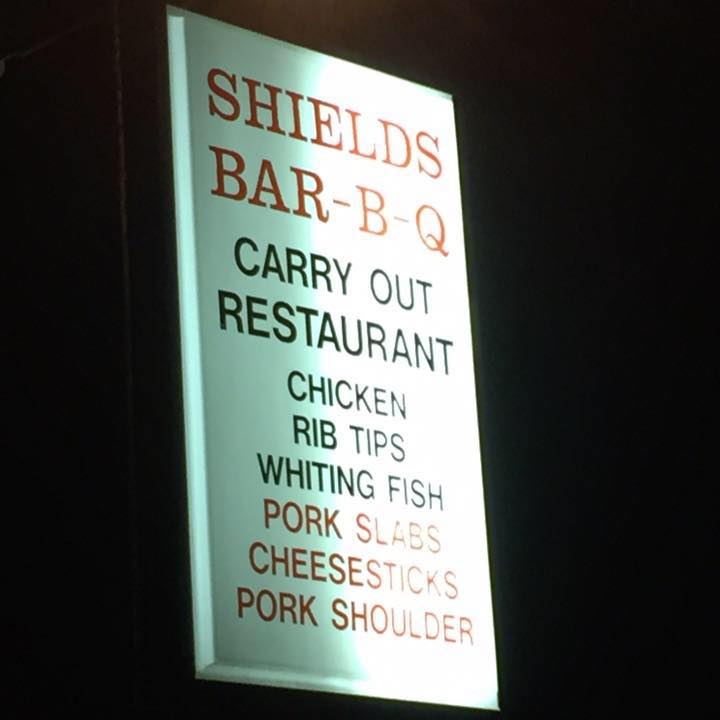 SHIELDS
BAR-B-Q
CARRY OUT
RESTAURANT
CHICKEN
RIB TIPS
WHITING FISH
PORK SLABS
CHEESESTICKS
PORK SHOULDER